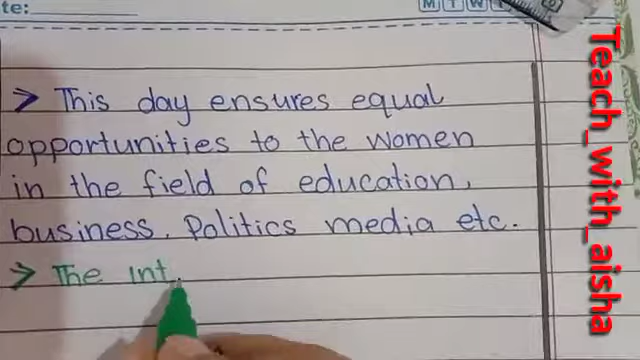 te:
M T W
➢ This day ensures equal
opportunities to the women
in the field of education,
business, Politics media etc.
➢ The Int
Teach_with_aisha